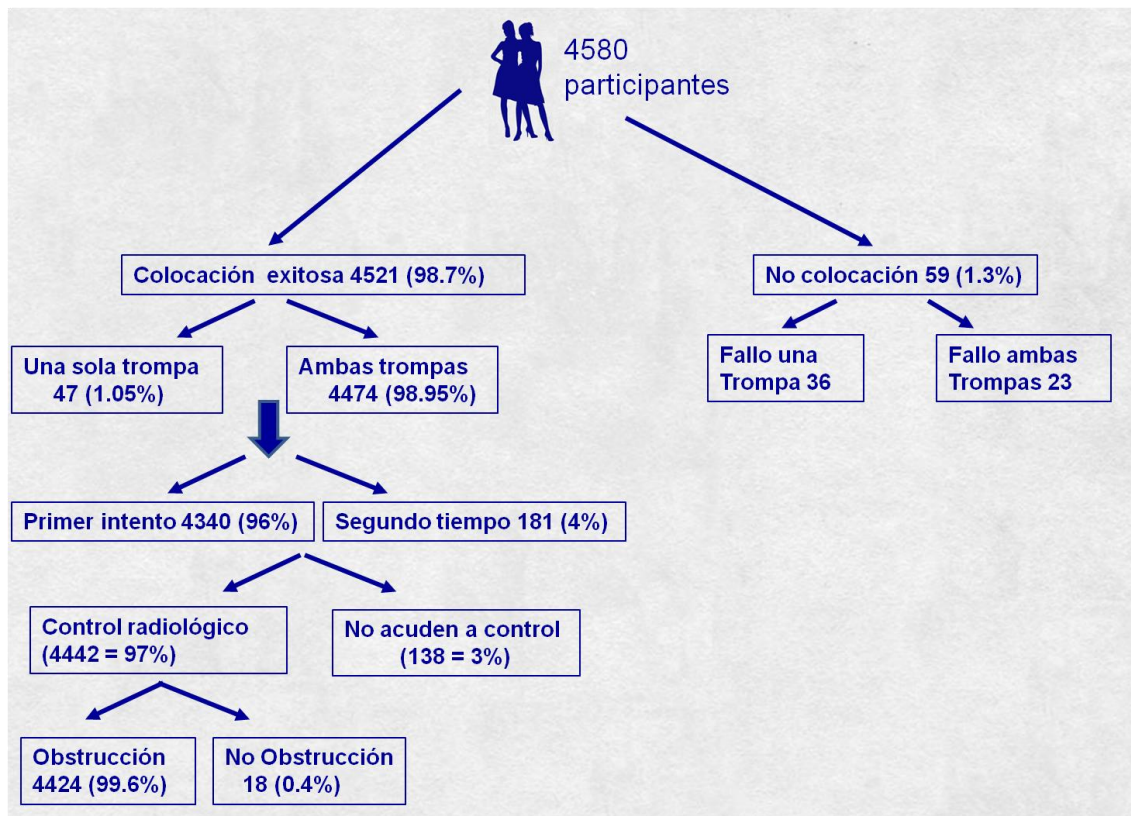 4580
participantes
Colocación exitosa 4521 (98.7%)
No colocación 59 (1.3%)
Una sola trompa
47 (1.05%)
Ambas trompas
4474 (98.95%)
Fallo una
Trompa 36
Fallo ambas
Trompas 23
Primer intento 4340 (96%)
Segundo tiempo 181 (4%)
Control radiológico
(4442 = 97%)
No acuden a control
(138 = 3%)
Obstrucción
4424 (99.6%)
No Obstrucción
18 (0.4%)